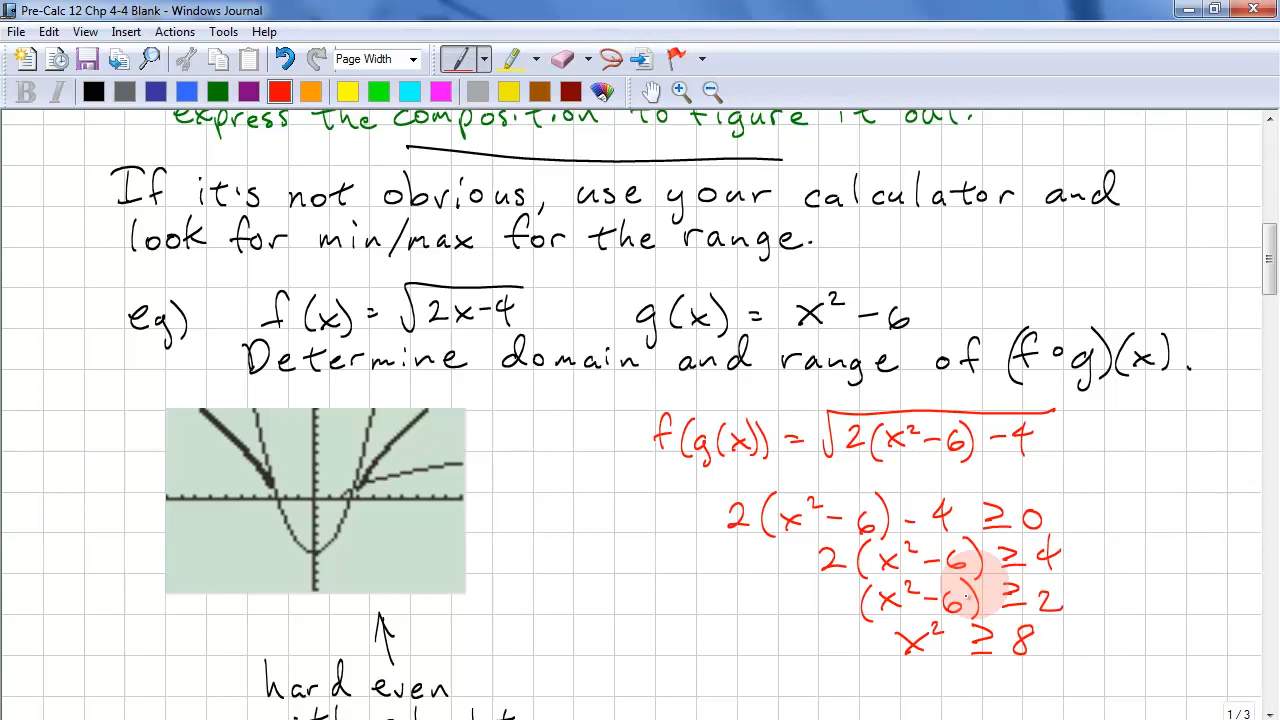 Pre-Calc 12 Chp 4-4 Blank - Windows Journal
File Edit View Insert Actions Tools Help
Page Width
B I
express the composition to figure it out.
If it's not obvious, use your calculator and
look for min/max for the range.
eg) f(x) = √(2x-4) g(x) = x² - 6
Determine domain and range of (f∘g)(x).
f(g(x)) = √(2(x²-6) -4)
2(x² - 6) - 4 ≥ 0
2(x² - 6) ≥ 4
(x² - 6) ≥ 2
x² ≥ 8
hard even
1/3